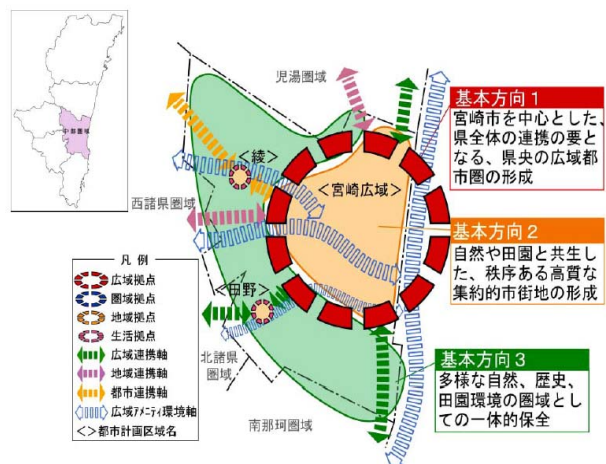 中部圏域
児湯圏域
基本方向1
宮崎市を中心とした、
県全体の連携の要と
なる、県央の広域都
市圏の形成
<綾>
<宮崎広域>
西諸県圏域
基本方向2
自然や田園と共生し
た、秩序ある高質な
集約的市街地の形成
凡例
広域拠点
圏域拠点
地域拠点
生活拠点
広域連携軸
地域連携軸
都市連携軸
広域アメニティ環境軸
<>都市計画区域名
<田野>
北諸県
圏域
南那珂圏域
基本方向3
多様な自然、歴史、
田園環境の圏域とし
ての一体的保全